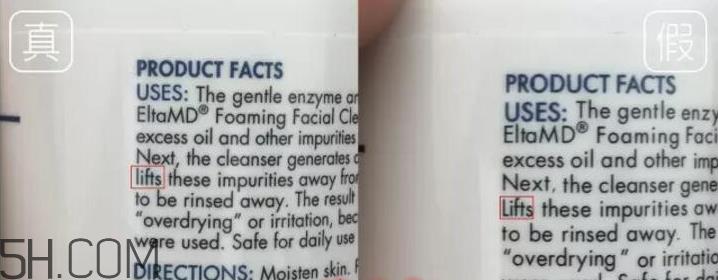 真
PRODUCT FACTS
USES: The gentle enzyme an
EltaMD® Foaming Facial Cle
excess oil and other impurities
Next, the cleanser generates a
lifts these impurities away from
to be rinsed away. The result
"overdrying" or irritation, bec
were used. Safe for daily use
DIRECTIONS: Moisten skin.
5H.COM
假
PRODUCT FACTS
USES: The gentle enzy
EltaMD® Foaming Faci
excess oil and other imp
Next, the cleanser gene
Lifts these impurities aw
to be rinsed away. The
"overdrying" or irritatio